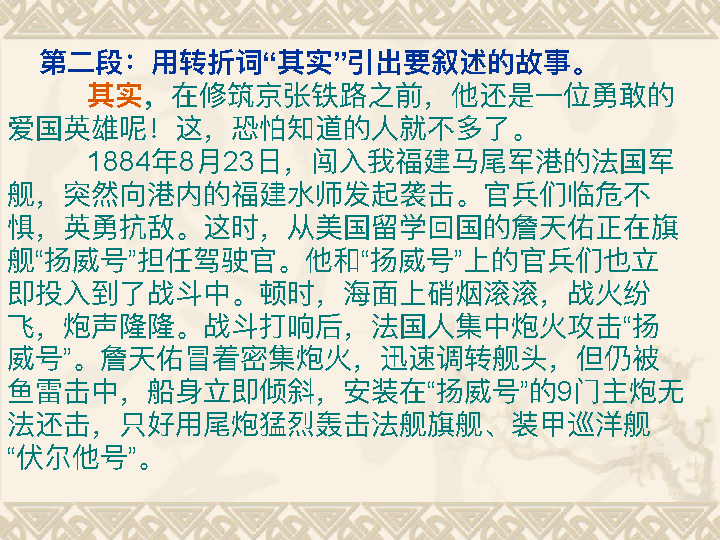 第二段：用转折词“其实”引出要叙述的故事。
其实，在修筑京张铁路之前，他还是一位勇敢的
爱国英雄呢！这，恐怕知道的人就不多了。
1884年8月23日，闯入我福建马尾军港的法国军
舰，突然向港内的福建水师发起袭击。官兵们临危不
惧，英勇抗敌。这时，从美国留学回国的詹天佑正在旗
舰“扬威号”担任驾驶官。他和“扬威号”上的官兵们也立
即投入到了战斗中。顿时，海面上硝烟滚滚，战火纷
飞，炮声隆隆。战斗打响后，法国人集中炮火攻击“扬
威号”。詹天佑冒着密集炮火，迅速调转舰头，但仍被
鱼雷击中，船身立即倾斜，安装在“扬威号”的9门主炮无
法还击，只好用尾炮猛烈轰击法舰旗舰、装甲巡洋舰
“伏尔他号”。